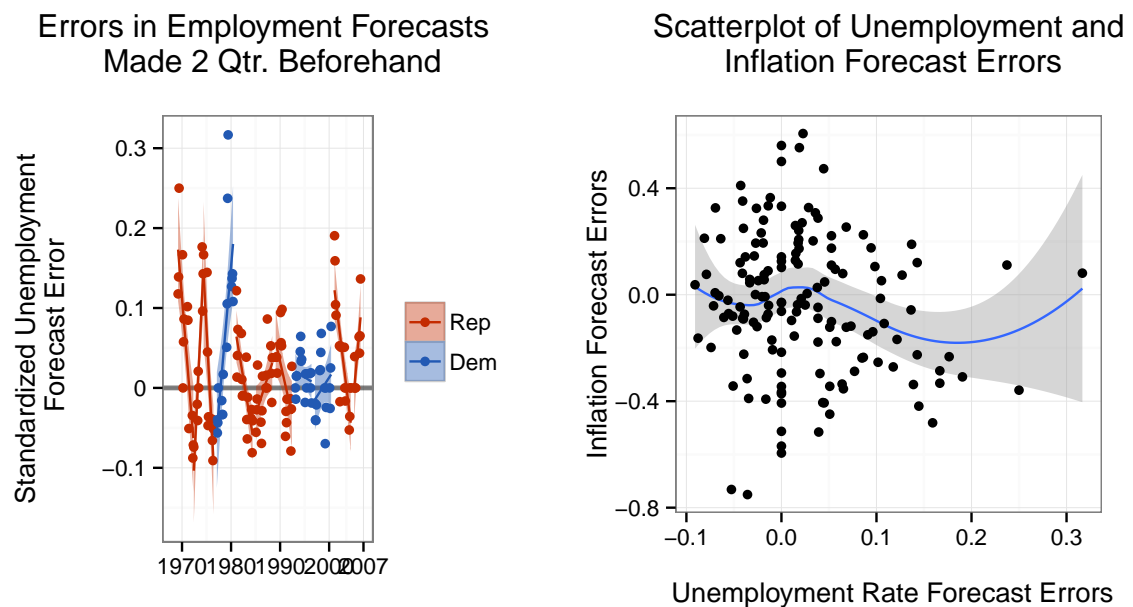 Errors in Employment Forecasts
Made 2 Qtr. Beforehand
Standardized Unemployment
Forecast Error
0.3
0.2
0.1
0
−0.1
1970 1980 1990 2000 2007
Rep
Dem
Scatterplot of Unemployment and
Inflation Forecast Errors
Inflation Forecast Errors
0.4
0.0
−0.4
−0.8
−0.1 0.0 0.1 0.2 0.3
Unemployment Rate Forecast Errors